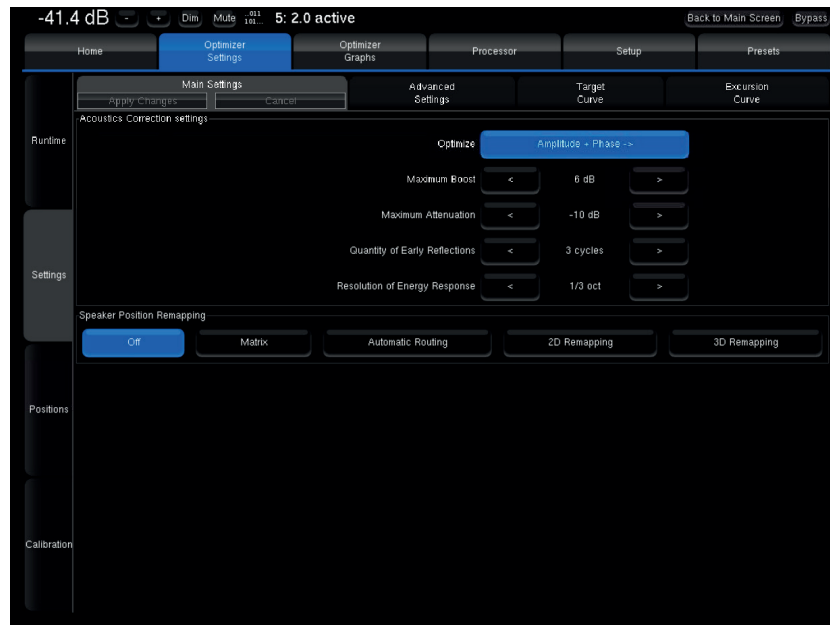 -41.4 dB - + Dim Mute ..011 101... 5: 2.0 active Back to Main Screen Bypass
Home Optimizer Settings Optimizer Graphs Processor Setup Presets
Main Settings Advanced Settings Target Curve Excursion Curve
Apply Changes Cancel
Acoustics Correction settings
Runtime
Optimize Amplitude + Phase ->
Maximum Boost < 6 dB >
Maximum Attenuation < -10 dB >
Quantity of Early Reflections < 3 cycles >
Settings
Resolution of Energy Response < 1/3 oct >
Speaker Position Remapping
Off Matrix Automatic Routing 2D Remapping 3D Remapping
Positions
Calibration